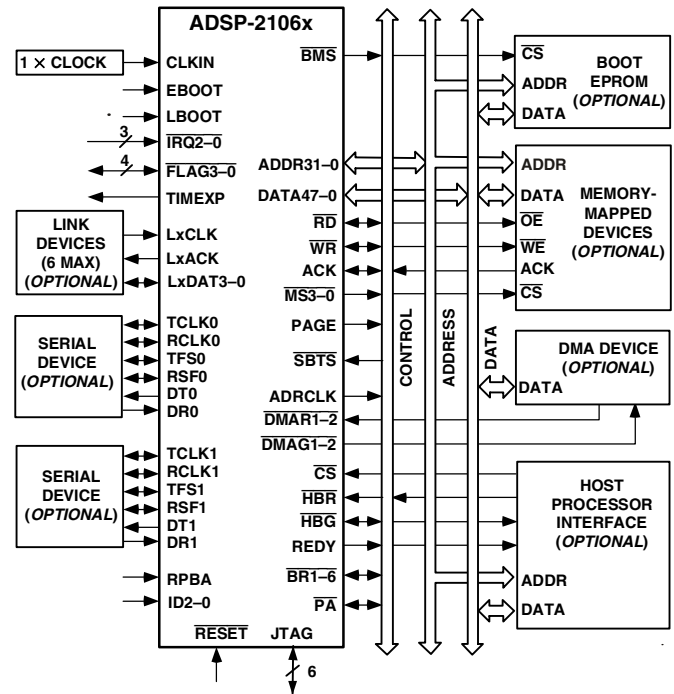 ADSP-2106x
1 × CLOCK
CLKIN
EBOOT
LBOOT
3
IRQ2–0
4
FLAG3–0
TIMEXP
LINK
DEVICES
(6 MAX)
(OPTIONAL)
LxCLK
LxACK
LxDAT3–0
SERIAL
DEVICE
(OPTIONAL)
TCLK0
RCLK0
TFS0
RSF0
DT0
DR0
SERIAL
DEVICE
(OPTIONAL)
TCLK1
RCLK1
TFS1
RSF1
DT1
DR1
RPBA
ID2–0
RESET
JTAG
6
BMS
ADDR31–0
DATA47–0
RD
WR
ACK
MS3–0
PAGE
SBTS
ADRCLK
DMAR1–2
DMAG1–2
CS
HBR
HBG
REDY
BR1–6
PA
CONTROL
ADDRESS
DATA
CS
ADDR
DATA
BOOT
EPROM
(OPTIONAL)
ADDR
DATA
OE
WE
ACK
CS
MEMORY-
MAPPED
DEVICES
(OPTIONAL)
DMA DEVICE
(OPTIONAL)
DATA
HOST
PROCESSOR
INTERFACE
(OPTIONAL)
ADDR
DATA